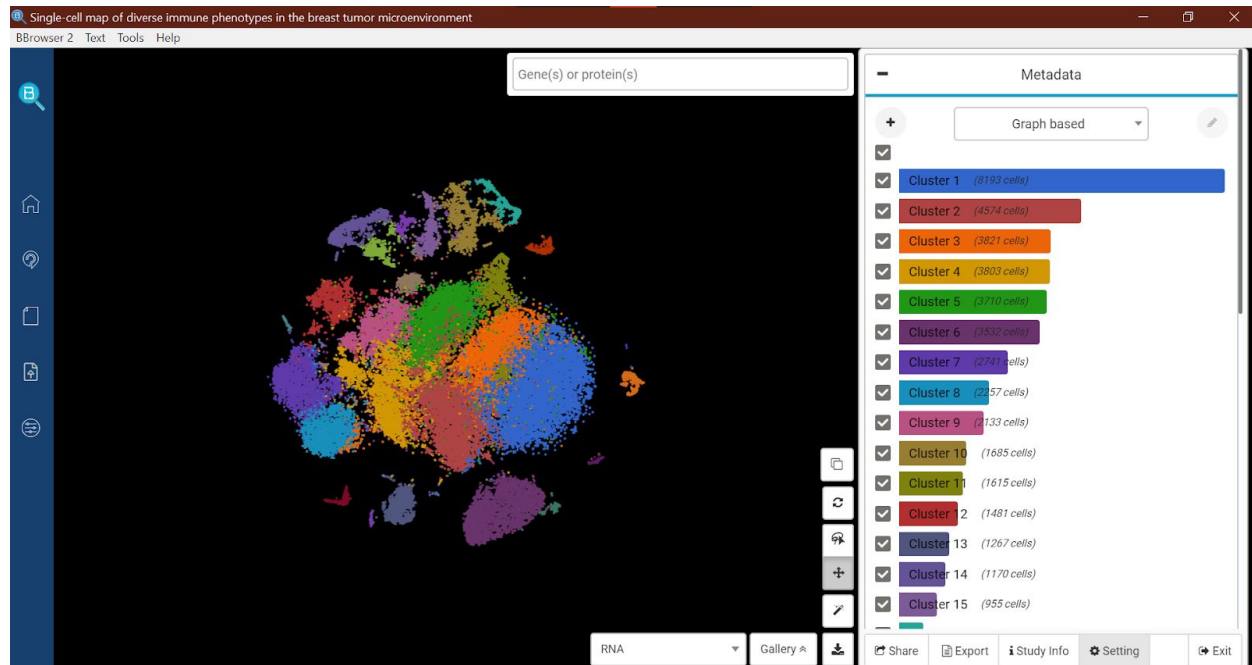 Single-cell map of diverse immune phenotypes in the breast tumor microenvironment
BBrowser 2 Text Tools Help
B
Gene(s) or protein(s)
Metadata
Graph based
Cluster 1 (8193 cells)
Cluster 2 (4574 cells)
Cluster 3 (3821 cells)
Cluster 4 (3803 cells)
Cluster 5 (3710 cells)
Cluster 6 (3532 cells)
Cluster 7 (2741 cells)
Cluster 8 (2257 cells)
Cluster 9 (2133 cells)
Cluster 10 (1685 cells)
Cluster 11 (1615 cells)
Cluster 12 (1481 cells)
Cluster 13 (1267 cells)
Cluster 14 (1170 cells)
Cluster 15 (955 cells)
RNA Gallery Share Export Study Info Setting Exit